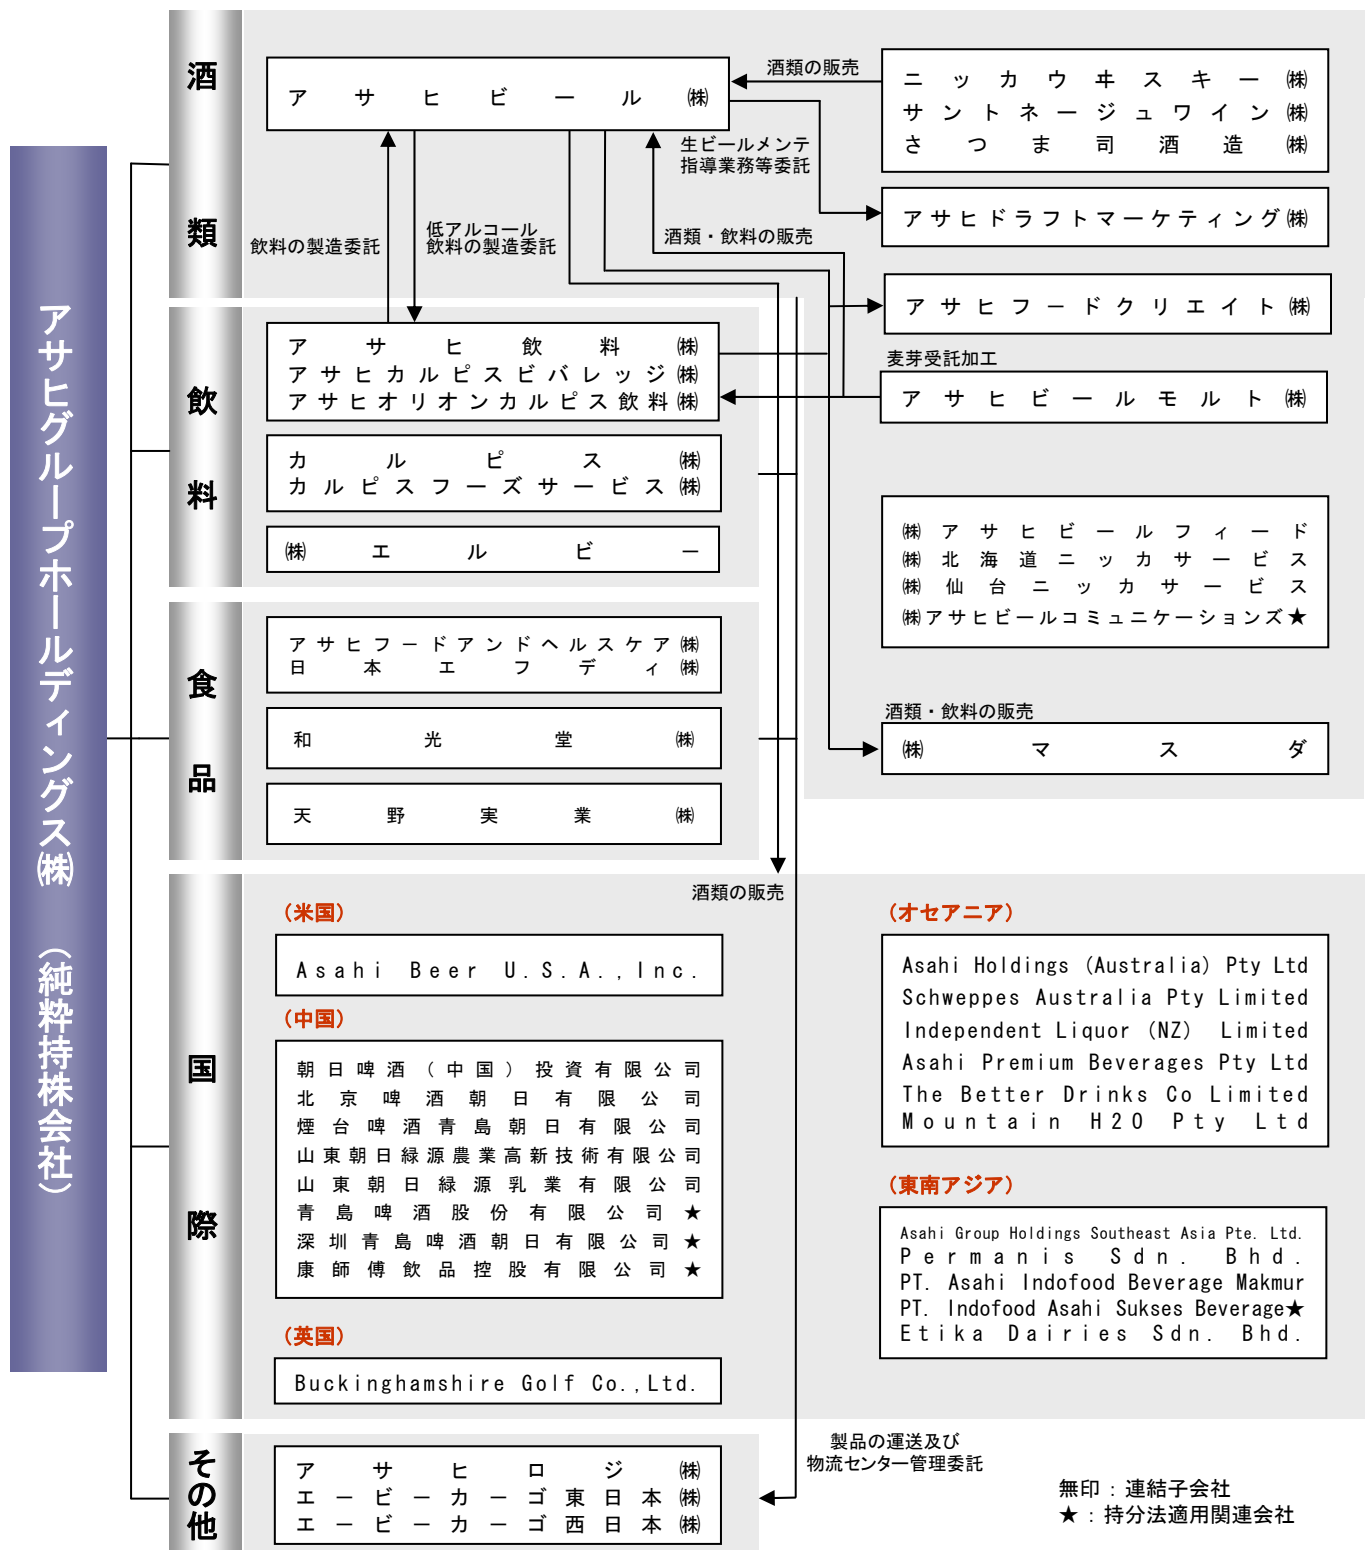 アサヒグループホールディングス㈱ （純粋持株会社）
酒類
アサヒビール㈱
酒類の販売
ニッカウヰスキー㈱
サントネージュワイン㈱
さつま司酒造㈱
生ビールメンテ
指導業務等委託
アサヒドラフトマーケティング㈱
飲料の製造委託
低アルコール
飲料の製造委託
酒類・飲料の販売
アサヒフードクリエイト㈱
麦芽受託加工
アサヒビールモルト㈱
㈱アサヒビールフィード
㈱北海道ニッカサービス
㈱仙台ニッカサービス
㈱アサヒビールコミュニケーションズ★
酒類・飲料の販売
㈱マスダ
飲料
アサヒ飲料㈱
アサヒカルピスビバレッジ㈱
アサヒオリオンカルピス飲料㈱
カルピス㈱
カルピスフーズサービス㈱
㈱エルビー
食品
アサヒフードアンドヘルスケア㈱
日本エフディ㈱
和光堂㈱
天野実業㈱
国際
酒類の販売
（米国）
Asahi Beer U.S.A.,Inc.
（中国）
朝日啤酒（中国）投資有限公司
北京啤酒朝日有限公司
煙台啤酒青島朝日有限公司
山東朝日緑源農業高新技術有限公司
山東朝日緑源乳業有限公司
青島啤酒股份有限公司★
深圳青島啤酒朝日有限公司★
康師傅飲品控股有限公司★
（英国）
Buckinghamshire Golf Co.,Ltd.
（オセアニア）
Asahi Holdings (Australia) Pty Ltd
Schweppes Australia Pty Limited
Independent Liquor (NZ) Limited
Asahi Premium Beverages Pty Ltd
The Better Drinks Co Limited
Mountain H2O Pty Ltd
（東南アジア）
Asahi Group Holdings Southeast Asia Pte. Ltd.
Permanis Sdn. Bhd.
PT. Asahi Indofood Beverage Makmur
PT. Indofood Asahi Sukses Beverage★
Etika Dairies Sdn. Bhd.
その他
アサヒロジ㈱
エービーカーゴ東日本㈱
エービーカーゴ西日本㈱
製品の運送及び
物流センター管理委託
無印：連結子会社
★：持分法適用関連会社